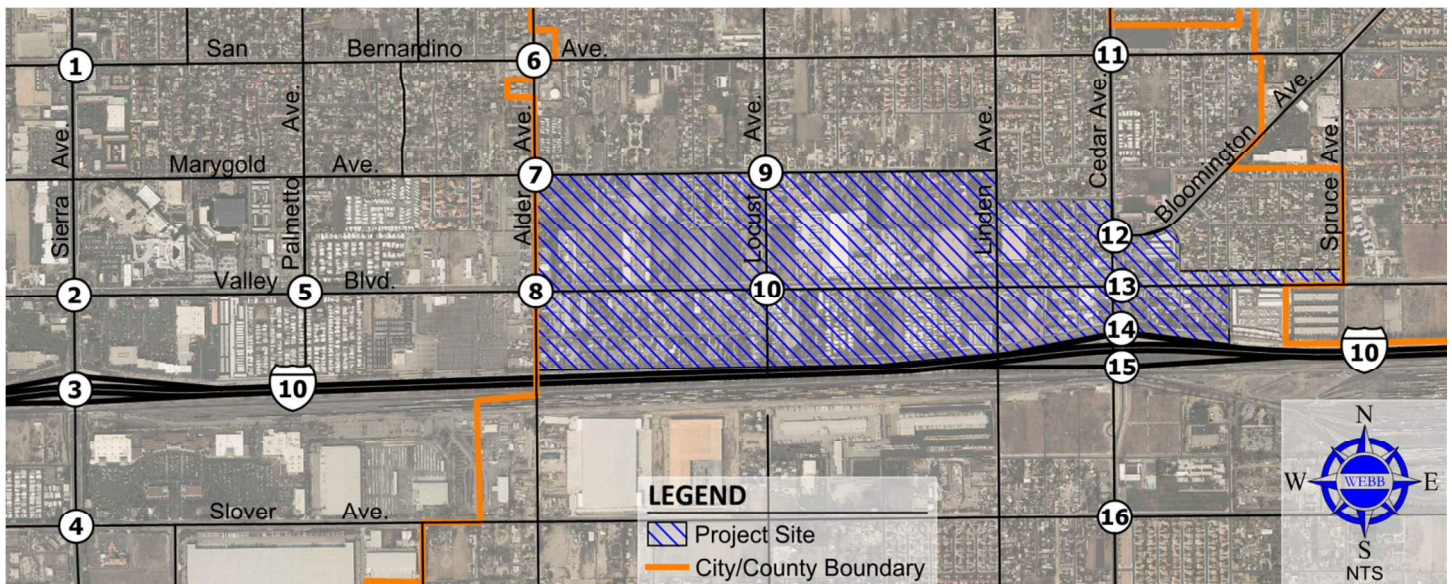 San Bernardino Ave.
1
6
11
Sierra Ave.
Palmetto Ave.
Alder Ave.
Locust Ave.
Linden Ave.
Cedar Ave.
Bloomington Ave.
Spruce Ave.
Marygold Ave.
7
9
12
Valley Blvd.
2
5
8
10
13
14
3
10
15
10
4
Slover Ave.
16
LEGEND
Project Site
City/County Boundary
N
W
WEBB
E
S
NTS